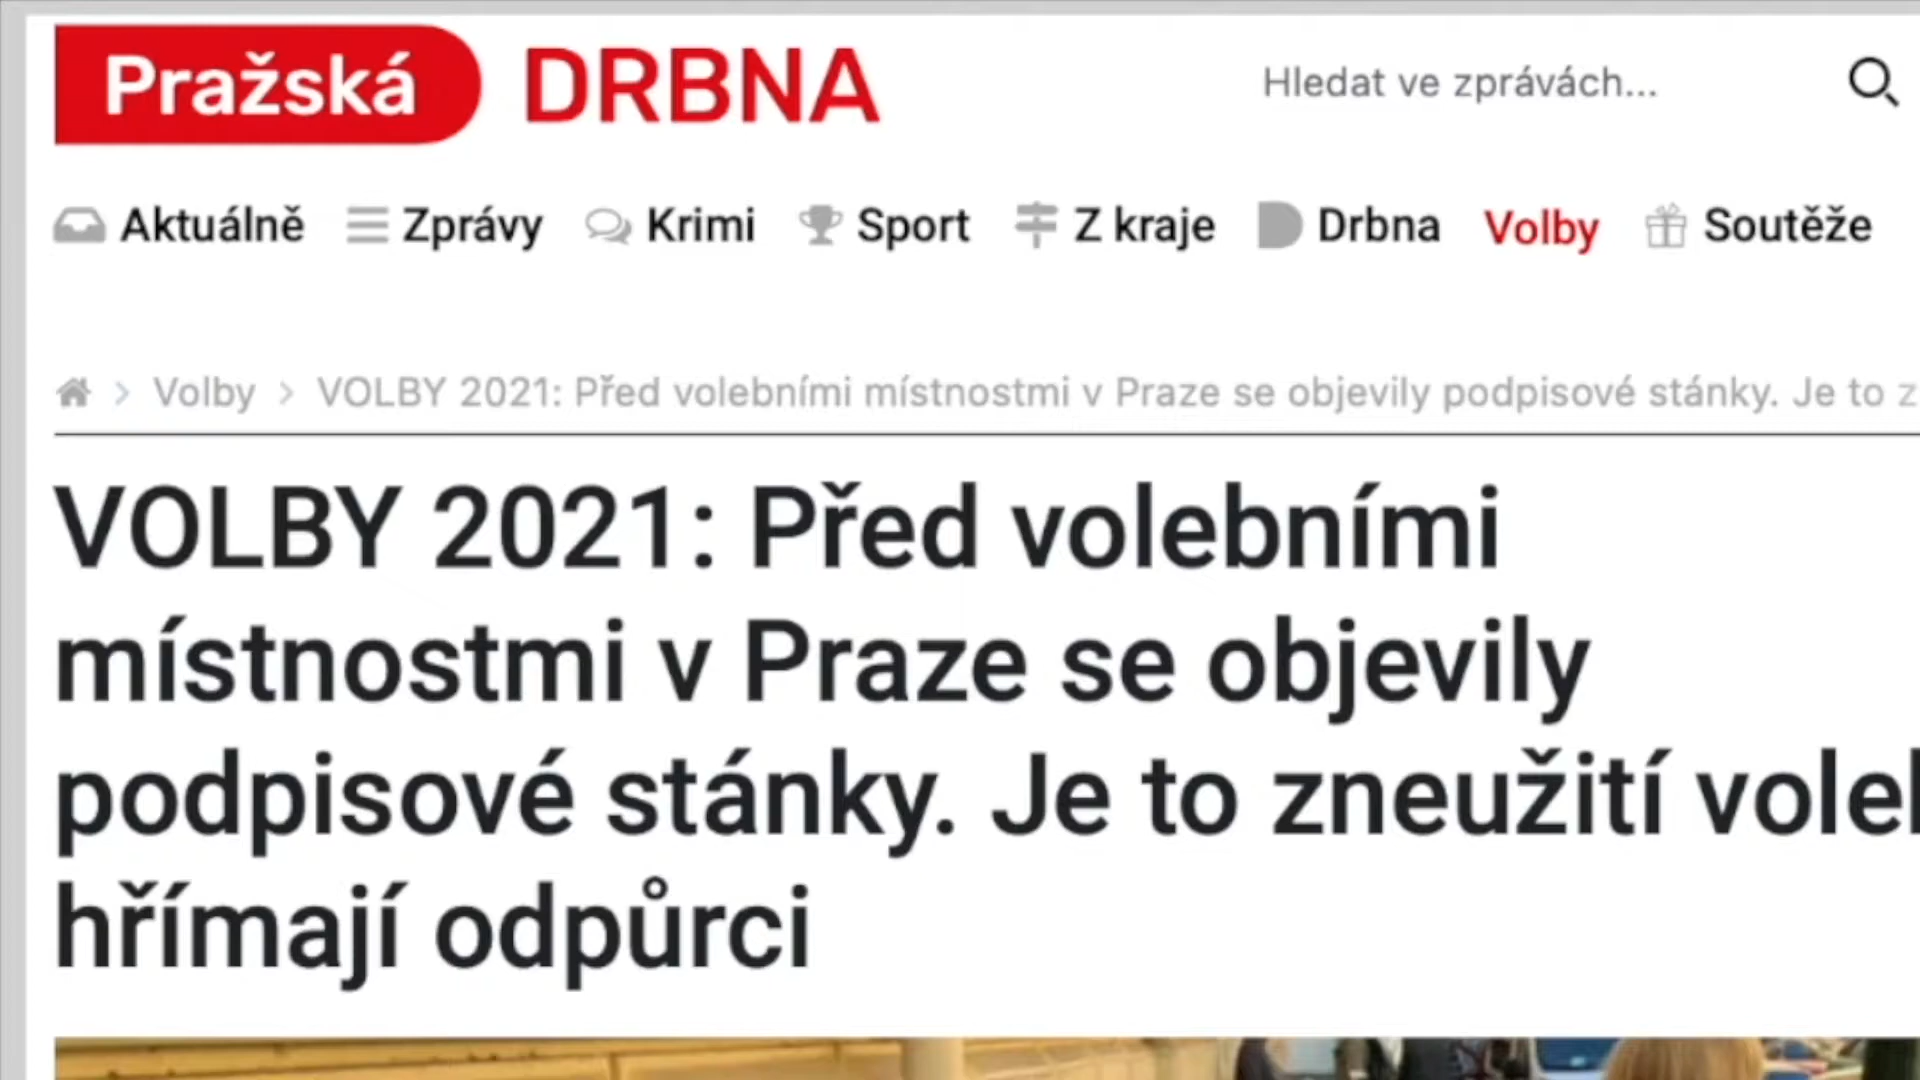 Pražská DRBNA
Hledat ve zprávách...
Aktuálně Zprávy Krimi Sport Z kraje Drbna Volby Soutěže
Volby > VOLBY 2021: Před volebními místnostmi v Praze se objevily podpisové stánky. Je to
VOLBY 2021: Před volebními
místnostmi v Praze se objevily
podpisové stánky. Je to zneužití
hřímají odpůrci